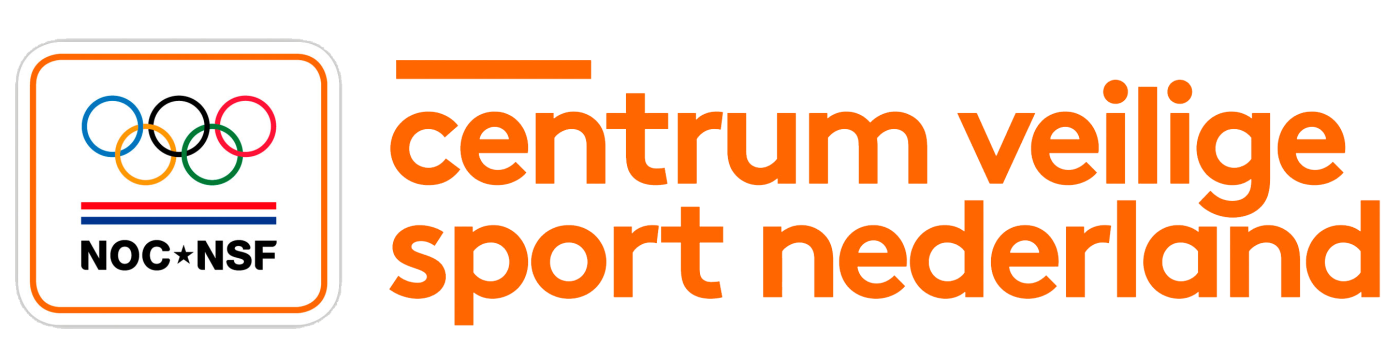 NOC★NSF
centrum veilige
sport nederland